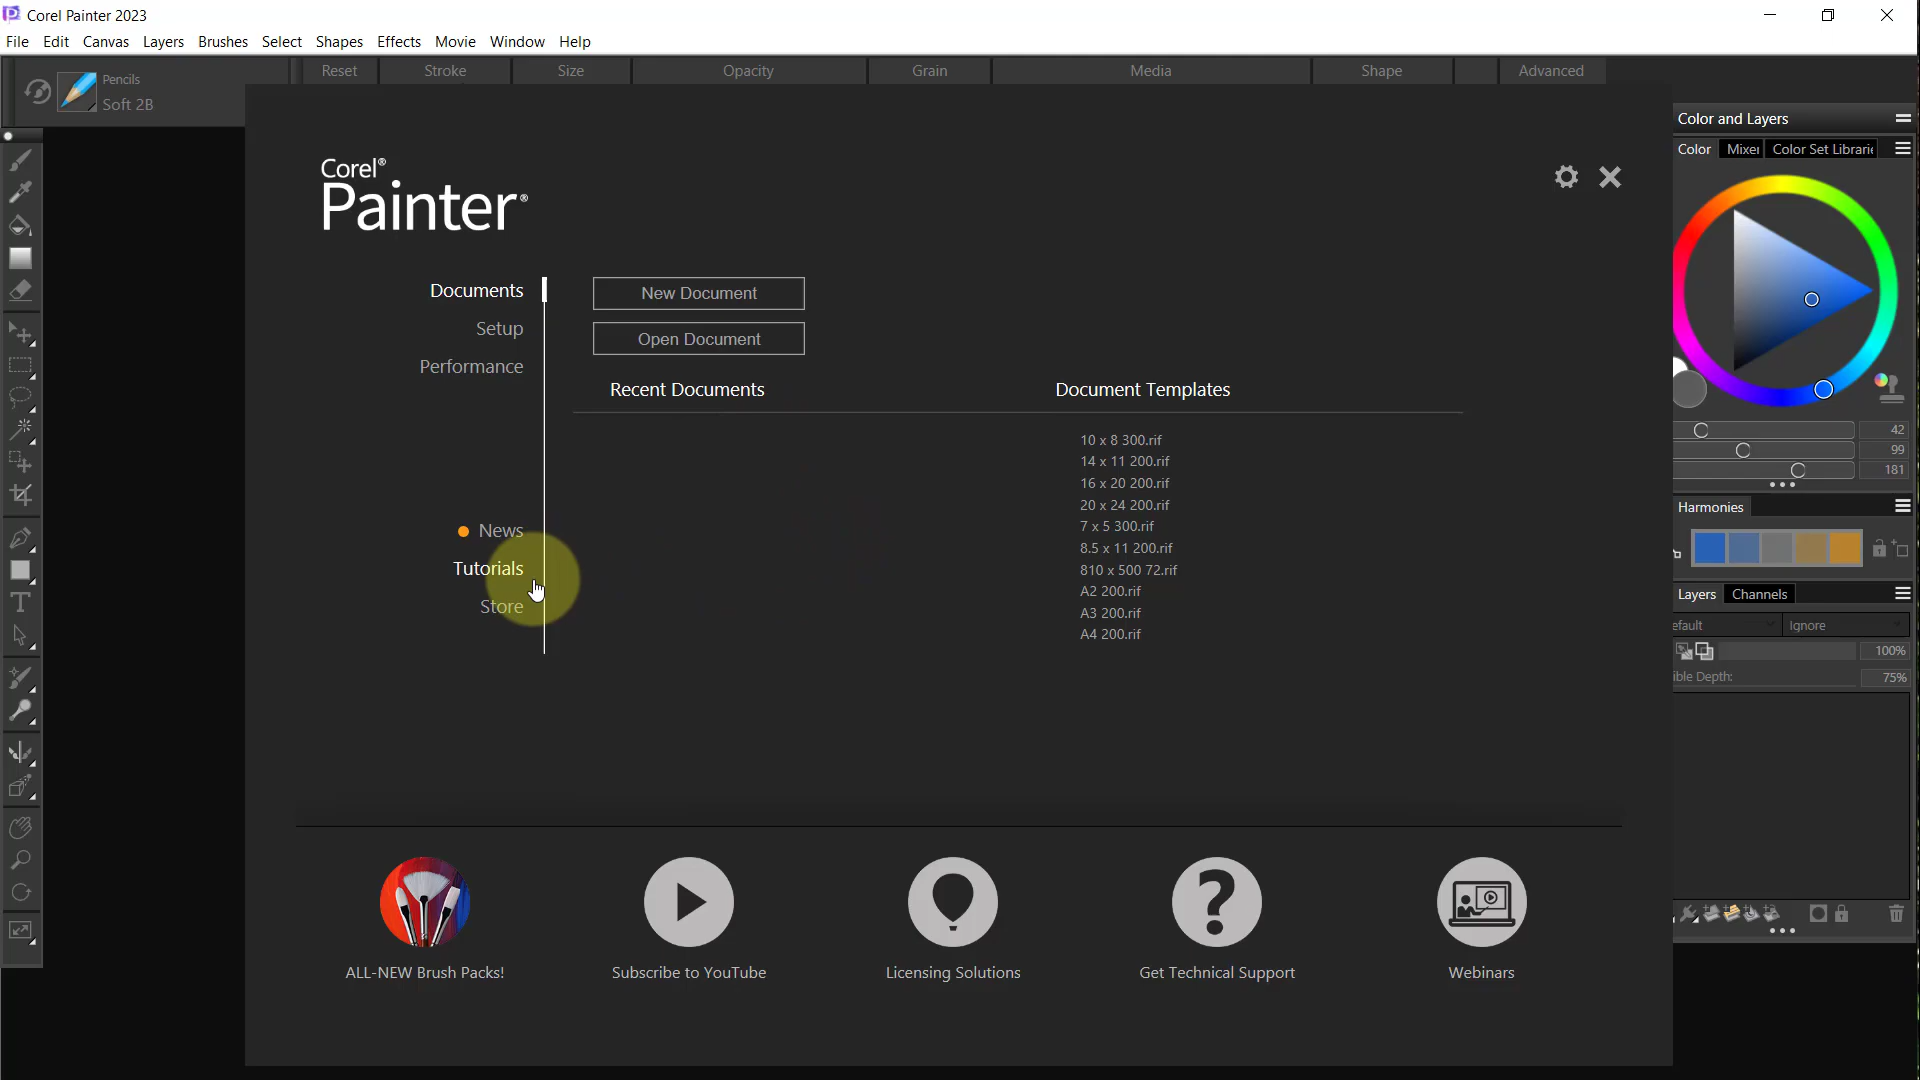 Corel Painter 2023
File Edit Canvas Layers Brushes Select Shapes Effects Movie Window Help
Pencils
Soft 2B
Reset Stroke Size Opacity Grain Media Shape Advanced
Corel®
Painter®
Documents
Setup
Performance
News
Tutorials
Store
New Document
Open Document
Recent Documents
Document Templates
10 x 8 300.rif
14 x 11 200.rif
16 x 20 200.rif
20 x 24 200.rif
7 x 5 300.rif
8.5 x 11 200.rif
810 x 500 72.rif
A2 200.rif
A3 200.rif
A4 200.rif
ALL-NEW Brush Packs!
Subscribe to YouTube
Licensing Solutions
Get Technical Support
Webinars
Color and Layers
Color Mixer Color Set Librarie
42
99
181
Harmonies
Layers Channels
efault Ignore
100%
ible Depth: 75%